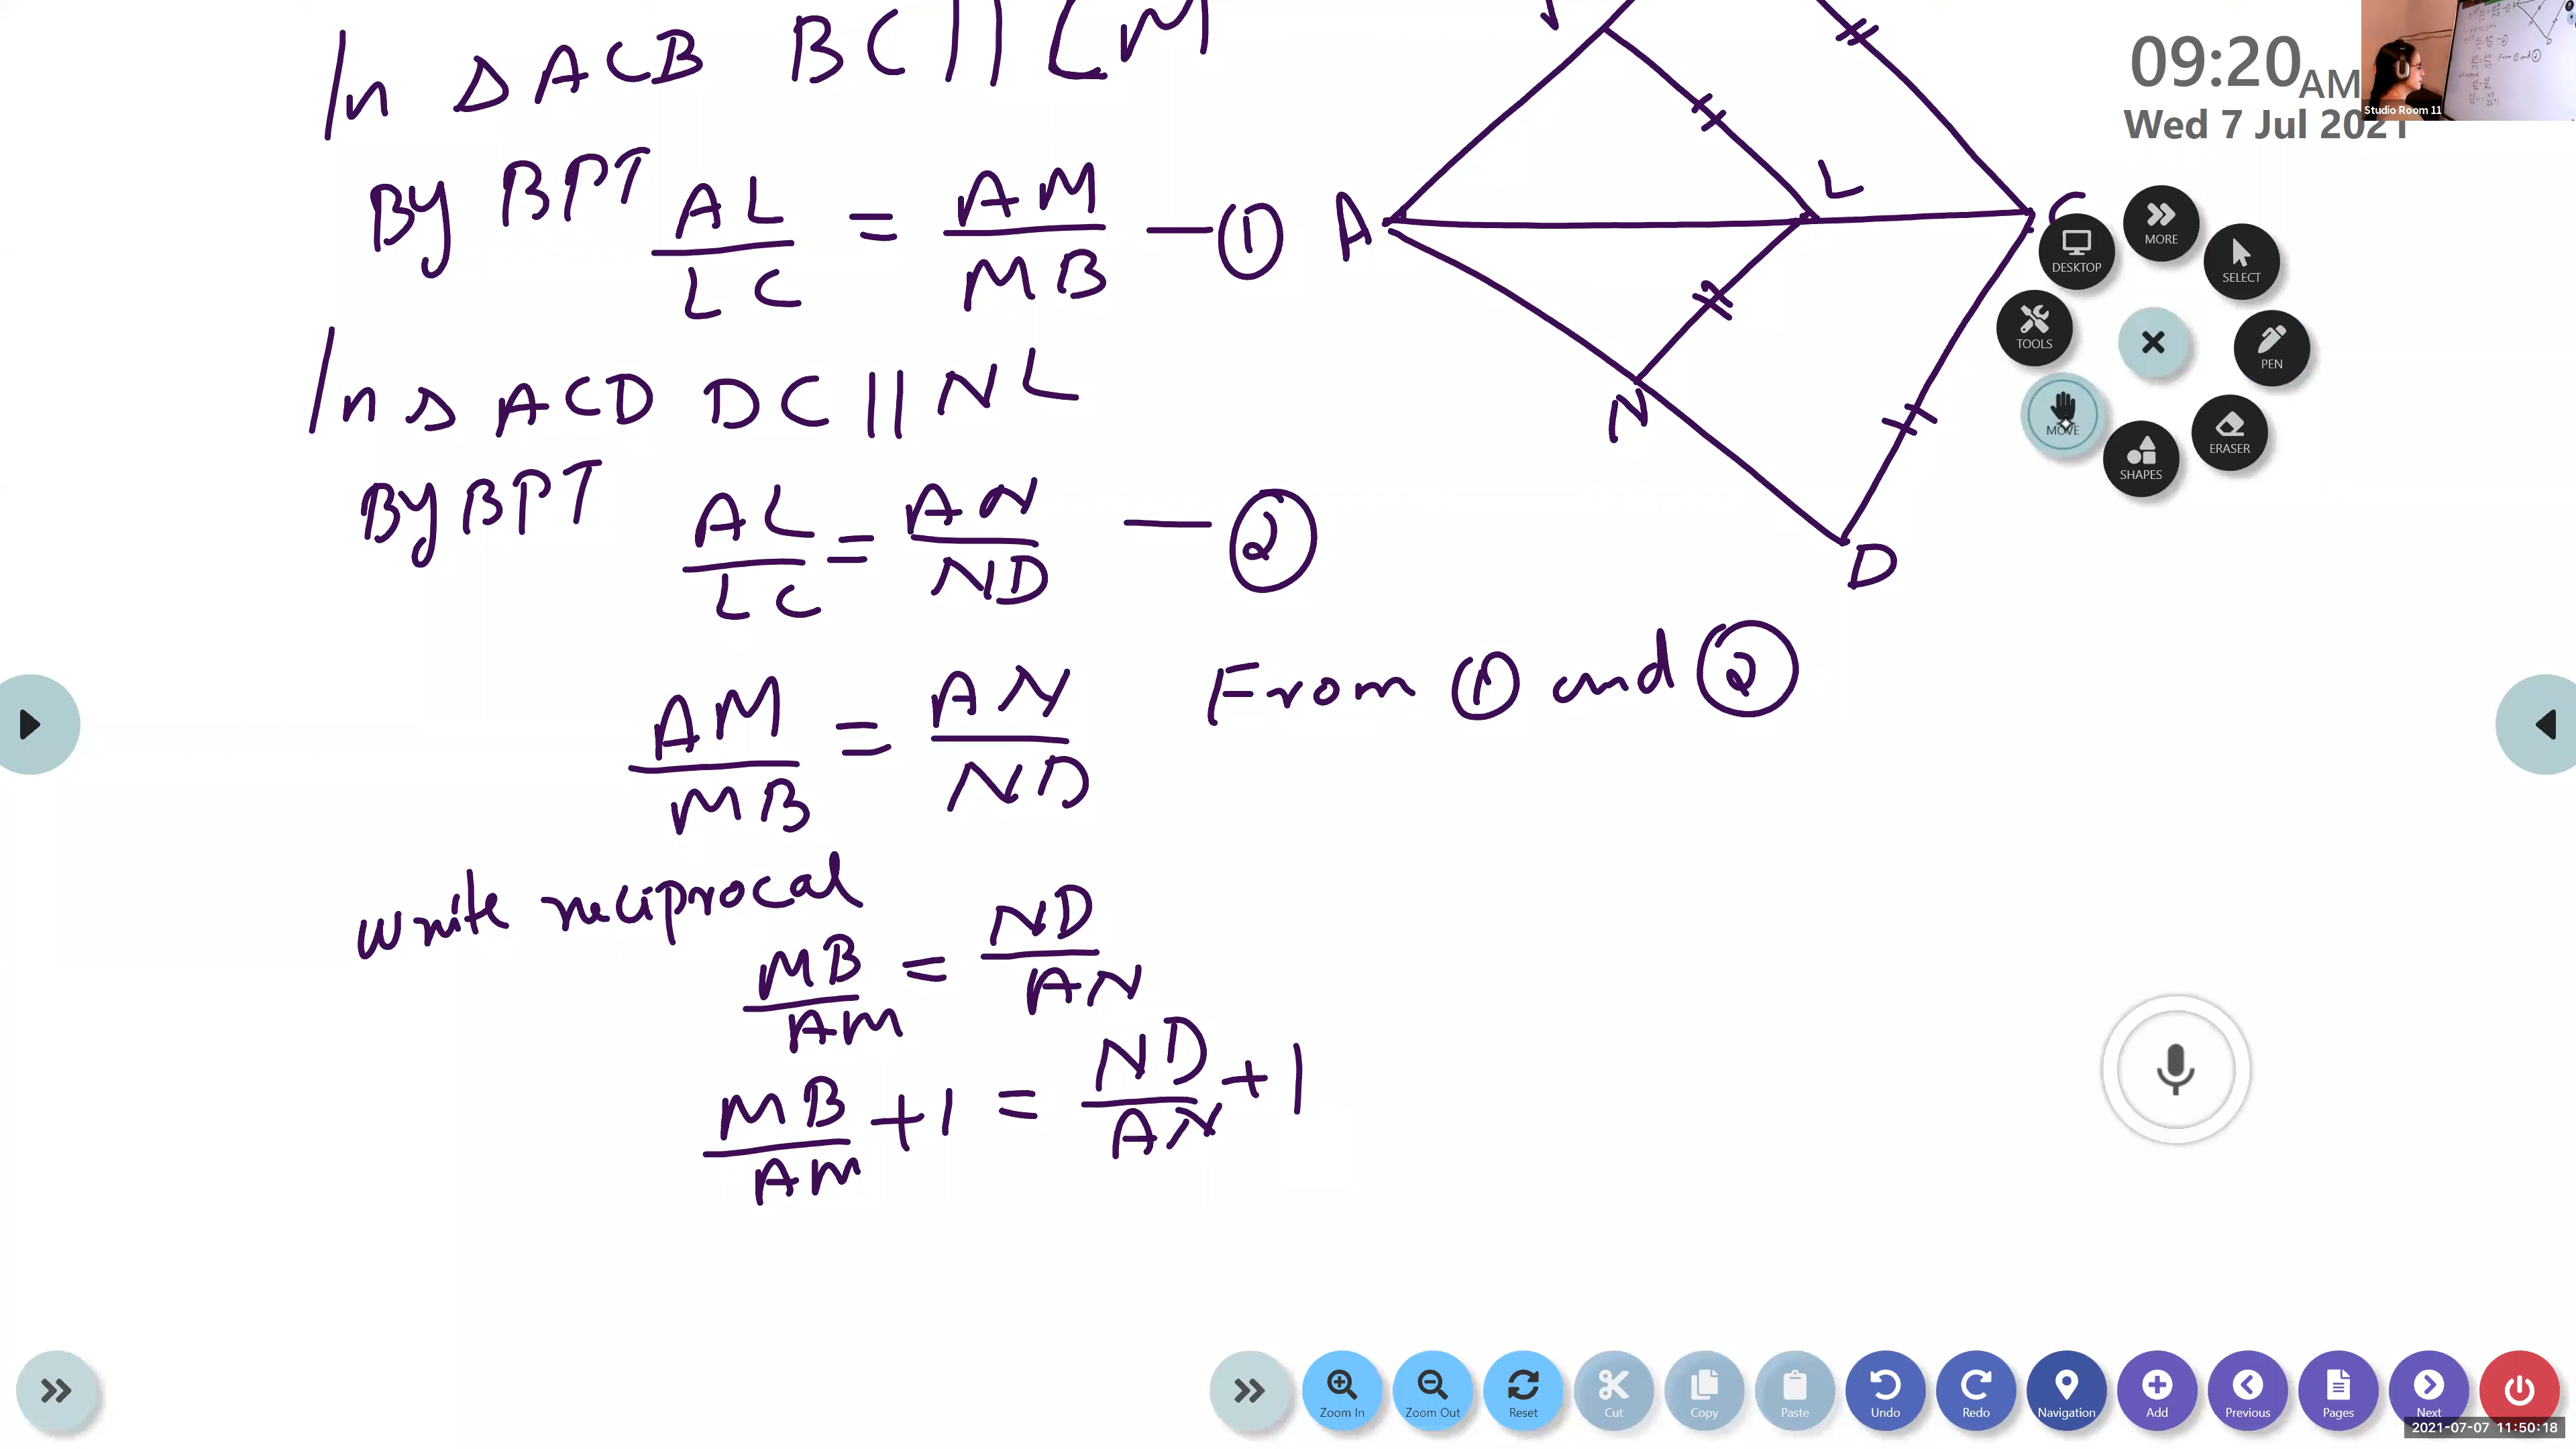 In Δ ACB BC || LM
By BPT AL/LC = AM/MB — ①
In Δ ACD DC || NL
By BPT AL/LC = AN/ND — ②
AM/MB = AN/ND From ① and ②
write reciprocal
MB/AM = ND/AN
MB/AM + 1 = ND/AN + 1
A
L
C
N
D
09:20 AM
Wed 7 Jul 2021
Studio Room 11
MORE
DESKTOP
SELECT
TOOLS
PEN
MOVE
ERASER
SHAPES
Zoom In
Zoom Out
Reset
Cut
Copy
Paste
Undo
Redo
Navigation
Add
Previous
Pages
Next
2021-07-07 11:50:18